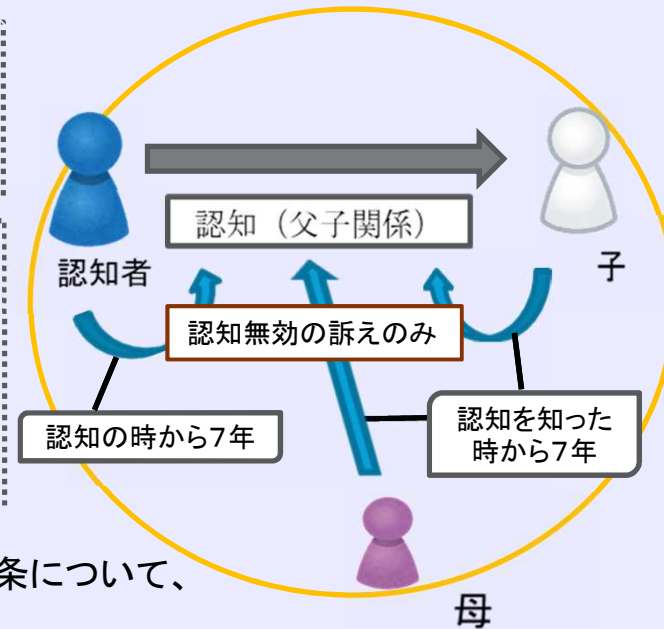 認知（父子関係）
認知者
子
認知無効の訴えのみ
認知の時から7年
認知を知った
時から7年
条について、
母